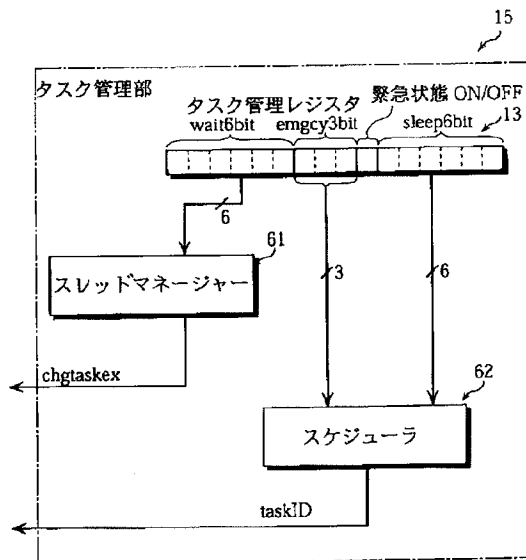 15
タスク管理部
タスク管理レジスタ
緊急状態 ON/OFF
wait6bit
emgcy3bit
sleep6bit
13
6
61
スレッドマネージャー
3
6
chgtaskex
62
スケジューラ
taskID